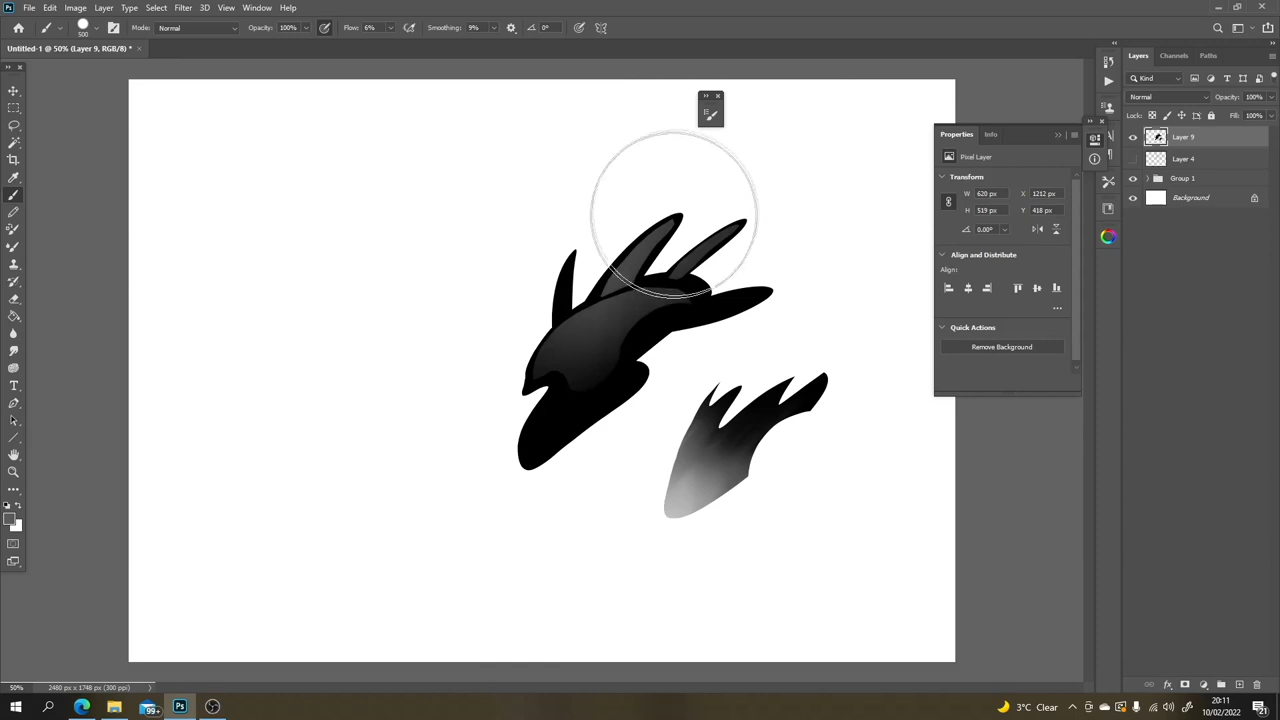 File Edit Image Layer Type Select Filter 3D View Window Help
500 Mode: Normal Opacity: 100% Flow: 6% Smoothing: 9% 0°
Untitled-1 @ 50% (Layer 9, RGB/8) *
Layers Channels Paths
Kind
Normal Opacity: 100%
Lock: Fill: 100%
Layer 9
Layer 4
Group 1
Background
Properties Info
Pixel Layer
Transform
W 620 px X 1212 px
H 519 px Y 418 px
0.00°
Align and Distribute
Align:
Quick Actions
Remove Background
50% 2480 px x 1748 px (300 ppi)
99+
3°C Clear
20:11
10/02/2022